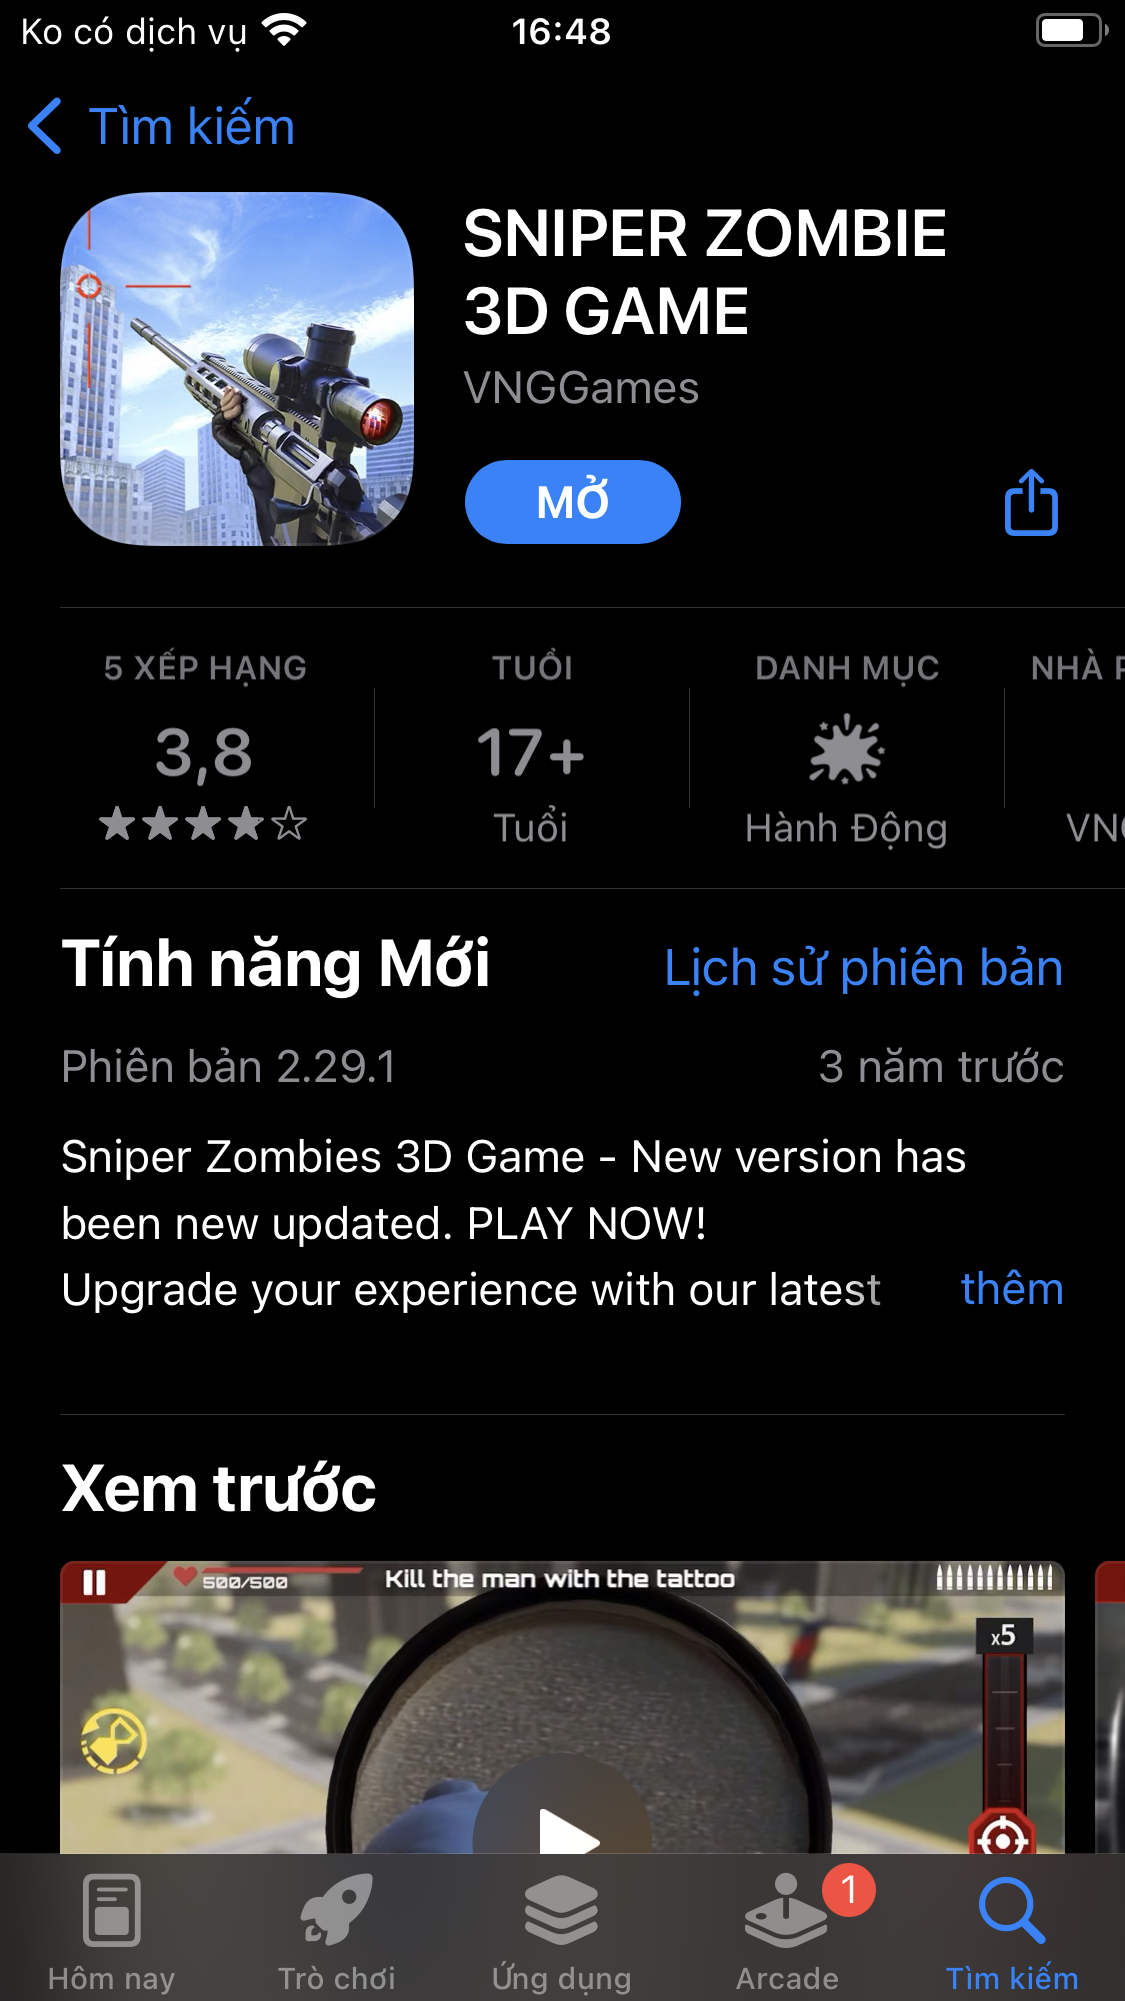 Ko có dịch vụ
16:48
Tìm kiếm
SNIPER ZOMBIE
3D GAME
VNGGames
MỞ
5 XẾP HẠNG
TUỔI
DANH MỤC
NHÀ P
3,8
17+
Tuổi
Hành Động
VNG
Tính năng Mới
Lịch sử phiên bản
Phiên bản 2.29.1
3 năm trước
Sniper Zombies 3D Game - New version has
been new updated. PLAY NOW!
Upgrade your experience with our latest
thêm
Xem trước
500/500
Kill the man with the tattoo
x5
1
Hôm nay
Trò chơi
Ứng dụng
Arcade
Tìm kiếm